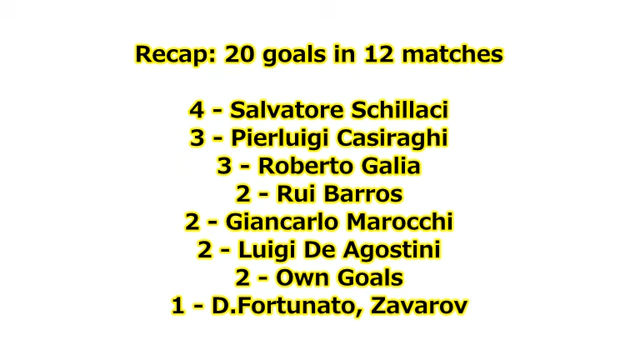 Recap: 20 goals in 12 matches
4 - Salvatore Schillaci
3 - Pierluigi Casiraghi
3 - Roberto Galia
2 - Rui Barros
2 - Giancarlo Marocchi
2 - Luigi De Agostini
2 - Own Goals
1 - D.Fortunato, Zavarov